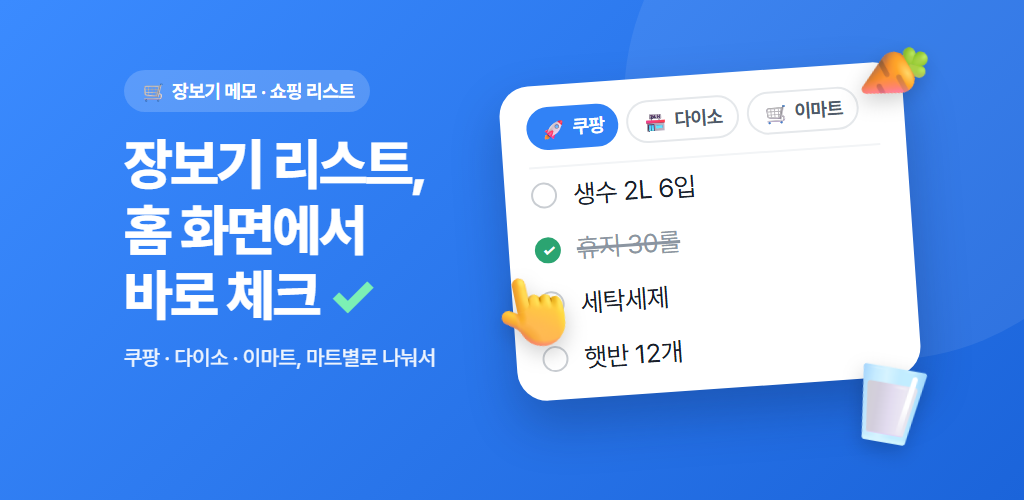 장보기 메모 · 쇼핑 리스트
장보기 리스트,
홈 화면에서
바로 체크
쿠팡 · 다이소 · 이마트, 마트별로 나눠서
쿠팡 다이소 이마트
생수 2L 6입
휴지 30롤
세탁세제
햇반 12개